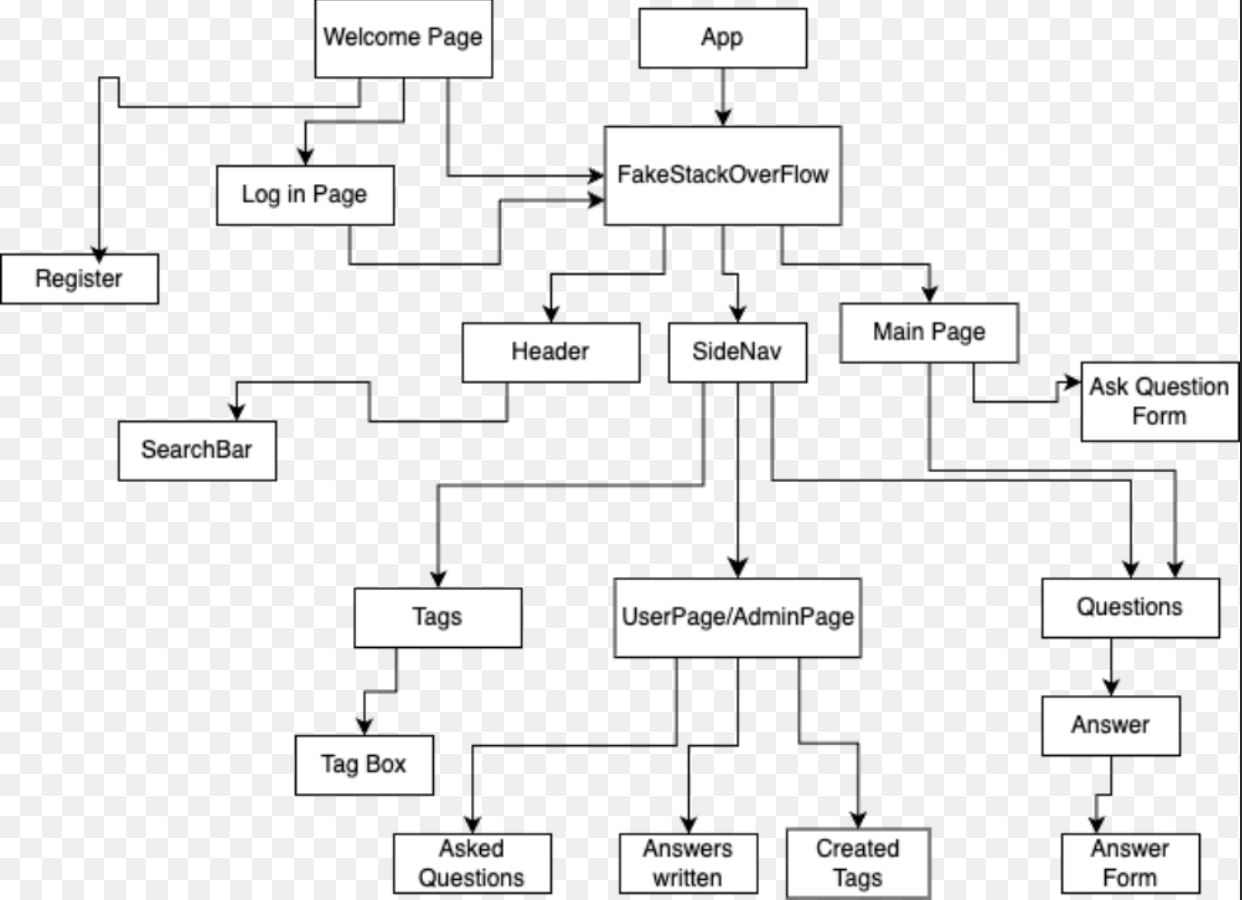 Welcome Page
App
FakeStackOverFlow
Log in Page
Register
Header
SideNav
Main Page
Ask Question
Form
SearchBar
Tags
UserPage/AdminPage
Questions
Answer
Tag Box
Asked
Questions
Answers
written
Created
Tags
Answer
Form